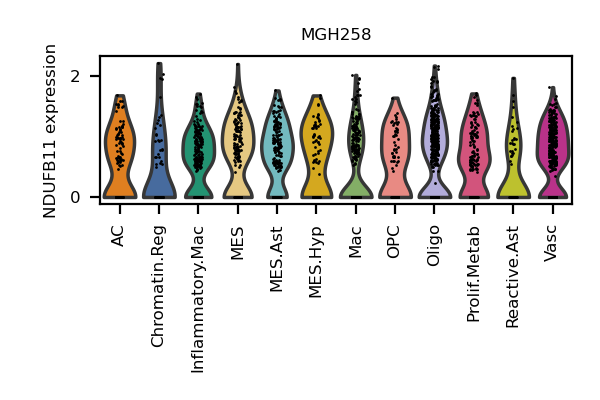 MGH258
NDUFB11 expression
2
0
AC
Chromatin.Reg
Inflammatory.Mac
MES
MES.Ast
MES.Hyp
Mac
OPC
Oligo
Prolif.Metab
Reactive.Ast
Vasc